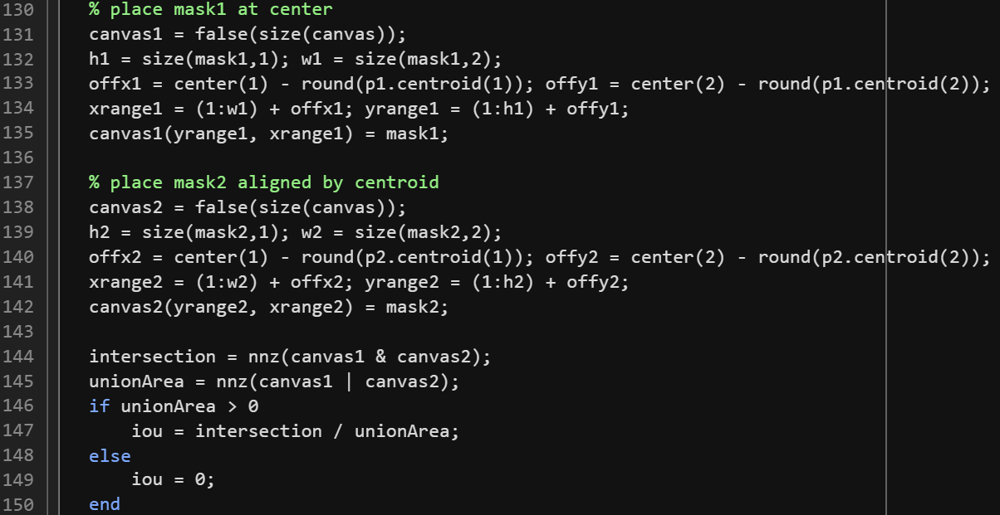 130 % place mask1 at center
131 canvas1 = false(size(canvas));
132 h1 = size(mask1,1); w1 = size(mask1,2);
133 offx1 = center(1) - round(p1.centroid(1)); offy1 = center(2) - round(p1.centroid(2));
134 xrange1 = (1:w1) + offx1; yrange1 = (1:h1) + offy1;
135 canvas1(yrange1, xrange1) = mask1;
136
137 % place mask2 aligned by centroid
138 canvas2 = false(size(canvas));
139 h2 = size(mask2,1); w2 = size(mask2,2);
140 offx2 = center(1) - round(p2.centroid(1)); offy2 = center(2) - round(p2.centroid(2));
141 xrange2 = (1:w2) + offx2; yrange2 = (1:h2) + offy2;
142 canvas2(yrange2, xrange2) = mask2;
143
144 intersection = nnz(canvas1 & canvas2);
145 unionArea = nnz(canvas1 | canvas2);
146 if unionArea > 0
147     iou = intersection / unionArea;
148 else
149     iou = 0;
150 end